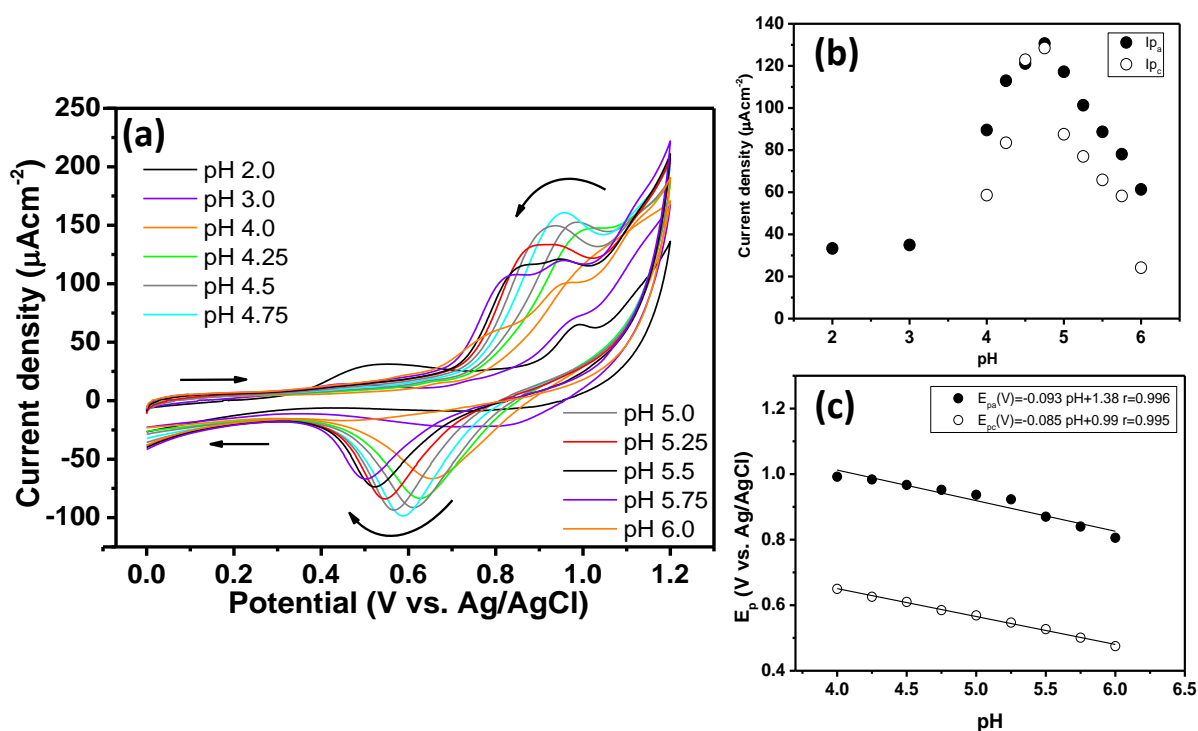 (a)
Current density (μAcm-2)
250
200
150
100
50
0
-50
-100
pH 2.0
pH 3.0
pH 4.0
pH 4.25
pH 4.5
pH 4.75
pH 5.0
pH 5.25
pH 5.5
pH 5.75
pH 6.0
0.0 0.2 0.4 0.6 0.8 1.0 1.2
Potential (V vs. Ag/AgCl)
(b)
Current density (μAcm-2)
140
120
100
80
60
40
20
0
Ipa
Ipc
2 3 4 5 6
pH
(c)
Ep (V vs. Ag/AgCl)
1.2
1.0
0.8
0.6
0.4
Epa(V)=-0.093 pH+1.38 r=0.996
Epc(V)=-0.085 pH+0.99 r=0.995
4.0 4.5 5.0 5.5 6.0 6.5
pH